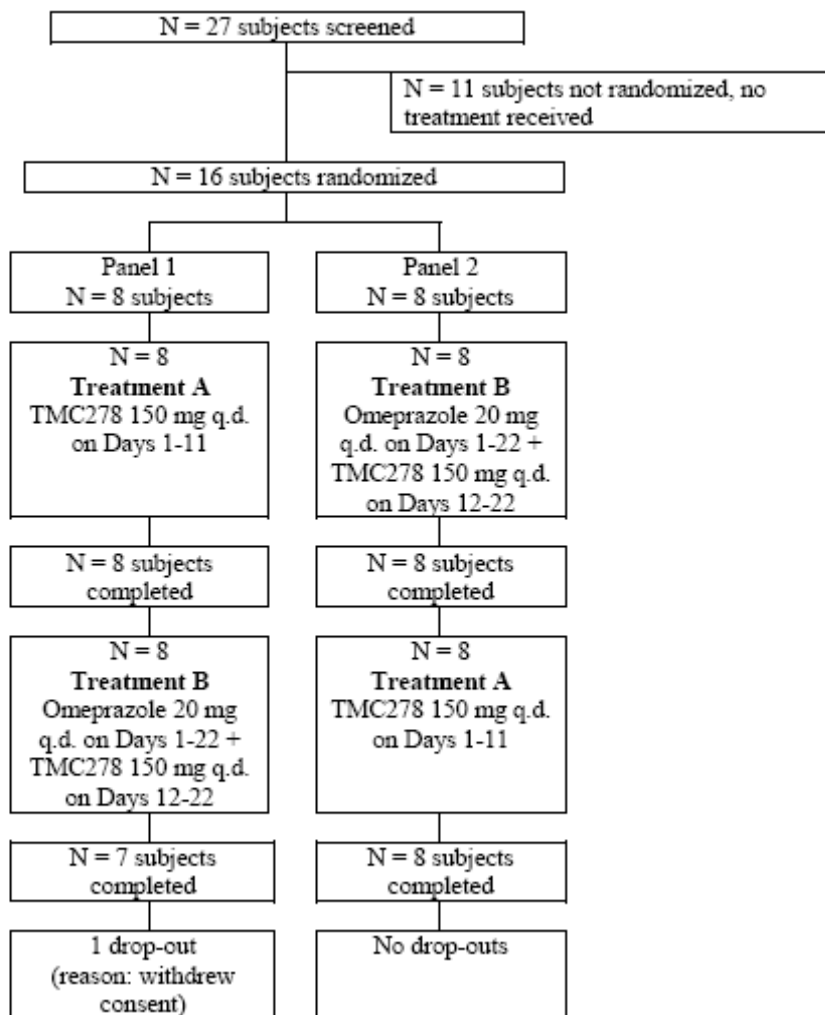 N = 27 subjects screened
N = 11 subjects not randomized, no
treatment received
N = 16 subjects randomized
Panel 1
N = 8 subjects
Panel 2
N = 8 subjects
N = 8
Treatment A
TMC278 150 mg q.d.
on Days 1-11
N = 8
Treatment B
Omeprazole 20 mg
q.d. on Days 1-22 +
TMC278 150 mg q.d.
on Days 12-22
N = 8 subjects
completed
N = 8 subjects
completed
N = 8
Treatment B
Omeprazole 20 mg
q.d. on Days 1-22 +
TMC278 150 mg q.d.
on Days 12-22
N = 8
Treatment A
TMC278 150 mg q.d.
on Days 1-11
N = 7 subjects
completed
N = 8 subjects
completed
1 drop-out
(reason: withdrew
consent)
No drop-outs